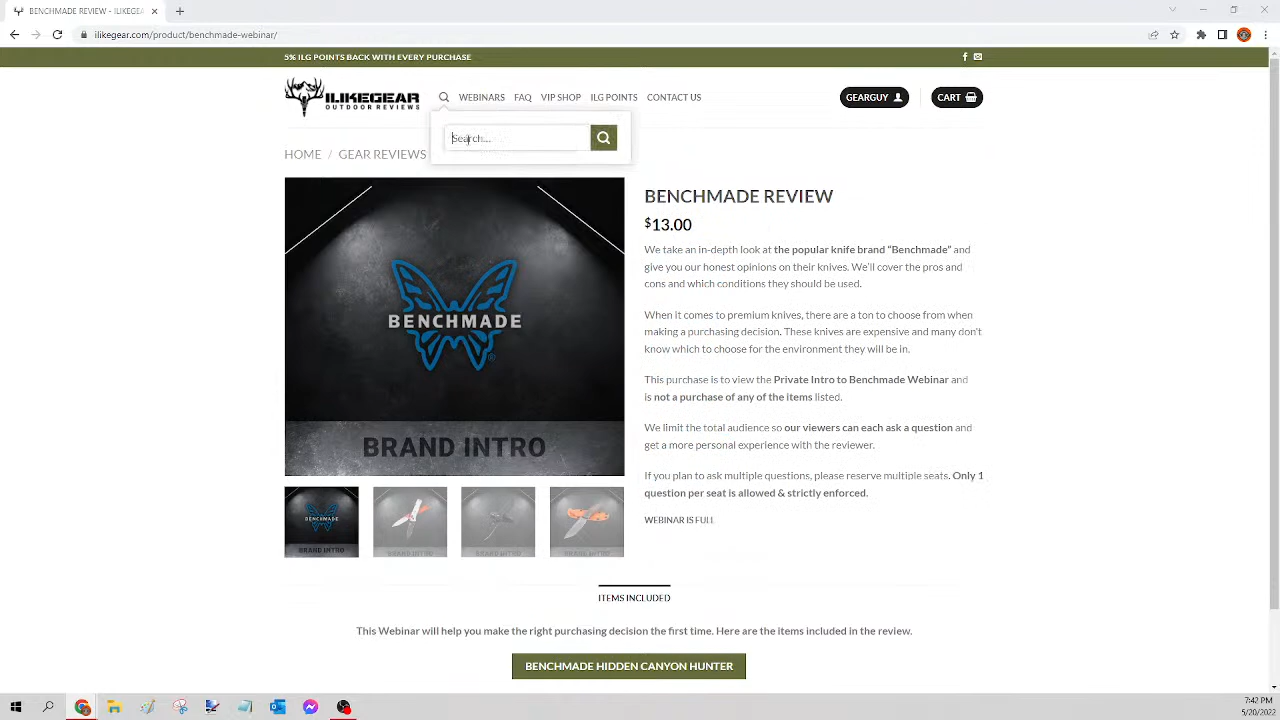 BENCHMADE REVIEW - ILIKEGEA
ilikegear.com/product/benchmade-webinar/
5% ILG POINTS BACK WITH EVERY PURCHASE
ILIKEGEAR
OUTDOOR REVIEWS
WEBINARS FAQ VIP SHOP ILG POINTS CONTACT US
GEARGUY CART
Search...
HOME / GEAR REVIEWS
BENCHMADE
®
BRAND INTRO
BENCHMADE
BRAND INTRO
BRAND INTRO
BRAND INTRO
BRAND INTRO
BENCHMADE REVIEW
$13.00
We take an in-depth look at the popular knife brand “Benchmade” and
give you our honest opinions on their knives. We’ll cover the pros and
cons and which conditions they should be used.
When it comes to premium knives, there are a ton to choose from when
making a purchasing decision. These knives are expensive and many don't
know which to choose for the environment they will be in.
This purchase is to view the Private Intro to Benchmade Webinar and
is not a purchase of any of the items listed.
We limit the total audience so our viewers can each ask a question and
get a more personal experience with the reviewer.
If you plan to ask multiple questions, please reserve multiple seats. Only 1
question per seat is allowed & strictly enforced.
WEBINAR IS FULL
ITEMS INCLUDED
This Webinar will help you make the right purchasing decision the first time. Here are the items included in the review.
BENCHMADE HIDDEN CANYON HUNTER
7:42 PM
5/20/2022